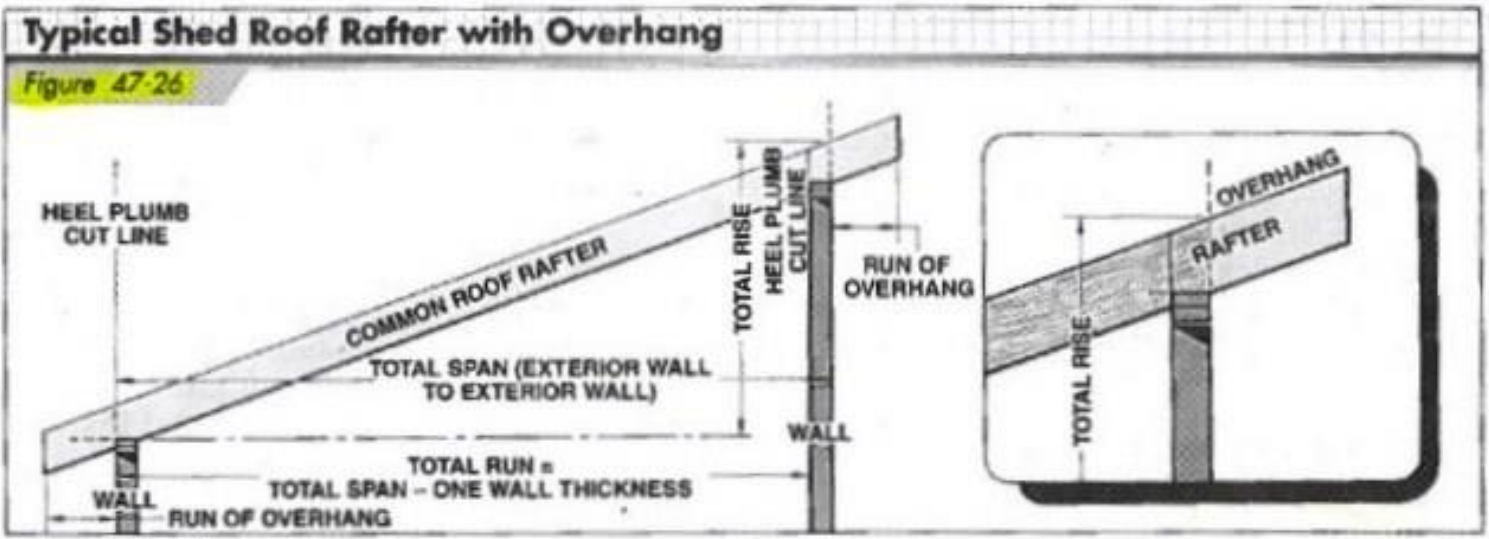 Typical Shed Roof Rafter with Overhang
Figure 47-26
HEEL PLUMB
CUT LINE
COMMON ROOF RAFTER
TOTAL RISE
HEEL PLUMB
CUT LINE
RUN OF
OVERHANG
TOTAL SPAN (EXTERIOR WALL
TO EXTERIOR WALL)
WALL
TOTAL RUN =
TOTAL SPAN – ONE WALL THICKNESS
WALL
RUN OF OVERHANG
OVERHANG
RAFTER
TOTAL RISE